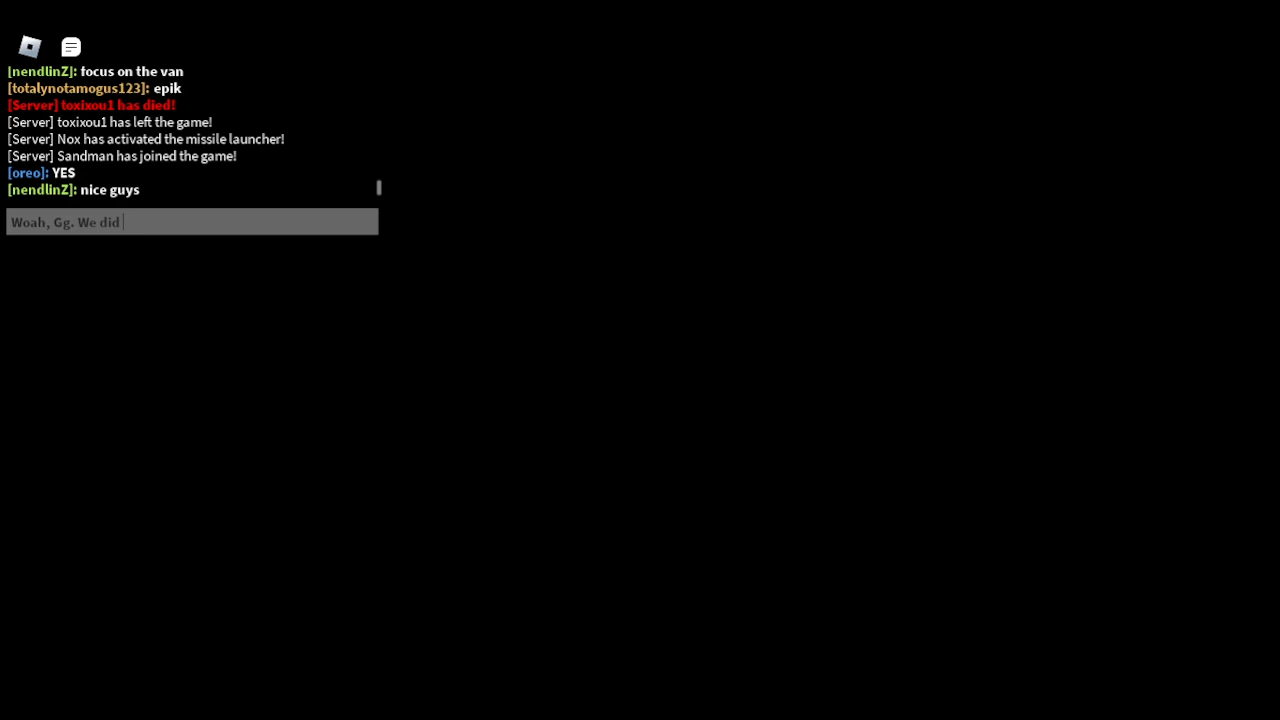 [nendlinZ]: focus on the van
[totalynotamogus123]: epik
[Server] toxixou1 has died!
[Server] toxixou1 has left the game!
[Server] Nox has activated the missile launcher!
[Server] Sandman has joined the game!
[oreo]: YES
[nendlinZ]: nice guys
Woah, Gg. We did